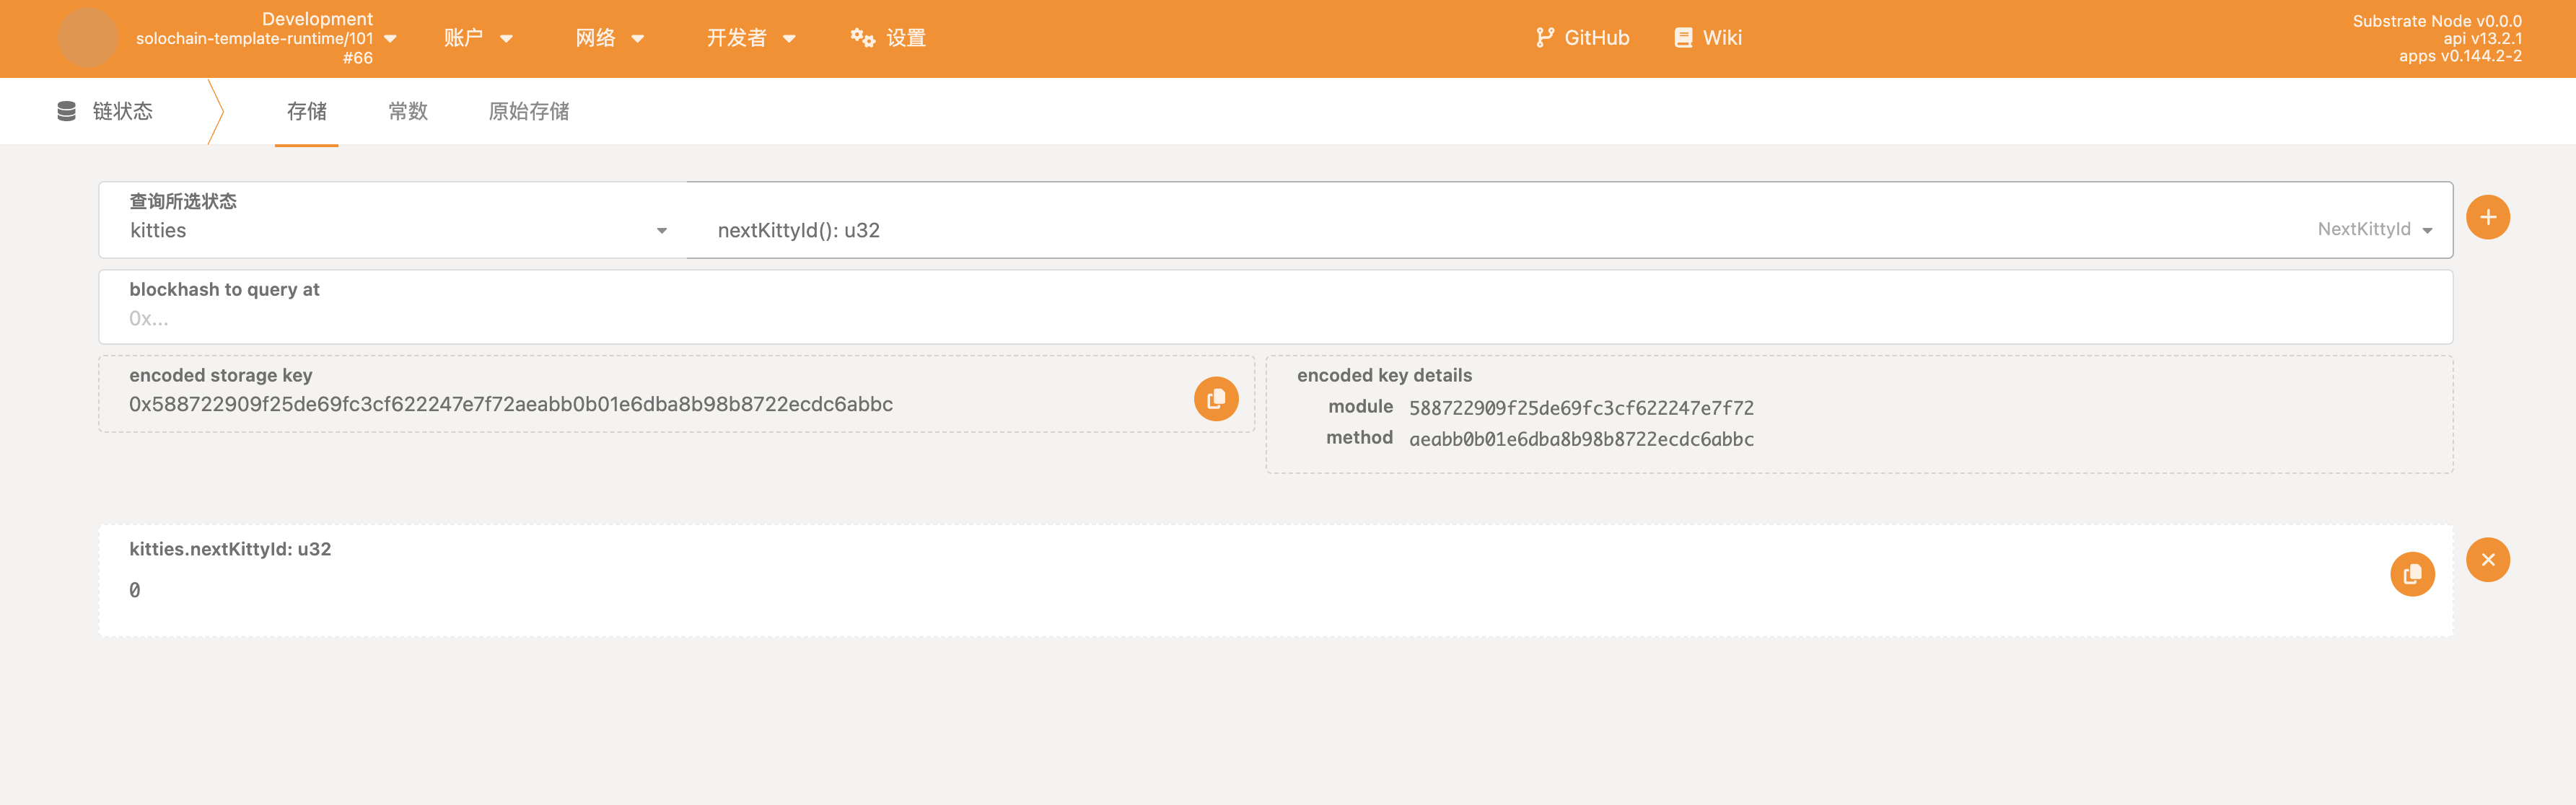 Development
solochain-template-runtime/101
#66
账户
网络
开发者
设置
GitHub
Wiki
Substrate Node v0.0.0
api v13.2.1
apps v0.144.2-2
链状态
存储
常数
原始存储
查询所选状态
kitties
nextKittyId(): u32
NextKittyId
blockhash to query at
0x...
encoded storage key
0x588722909f25de69fc3cf622247e7f72aeabb0b01e6dba8b98b8722ecdc6abbc
encoded key details
module 588722909f25de69fc3cf622247e7f72
method aeabb0b01e6dba8b98b8722ecdc6abbc
kitties.nextKittyId: u32
0